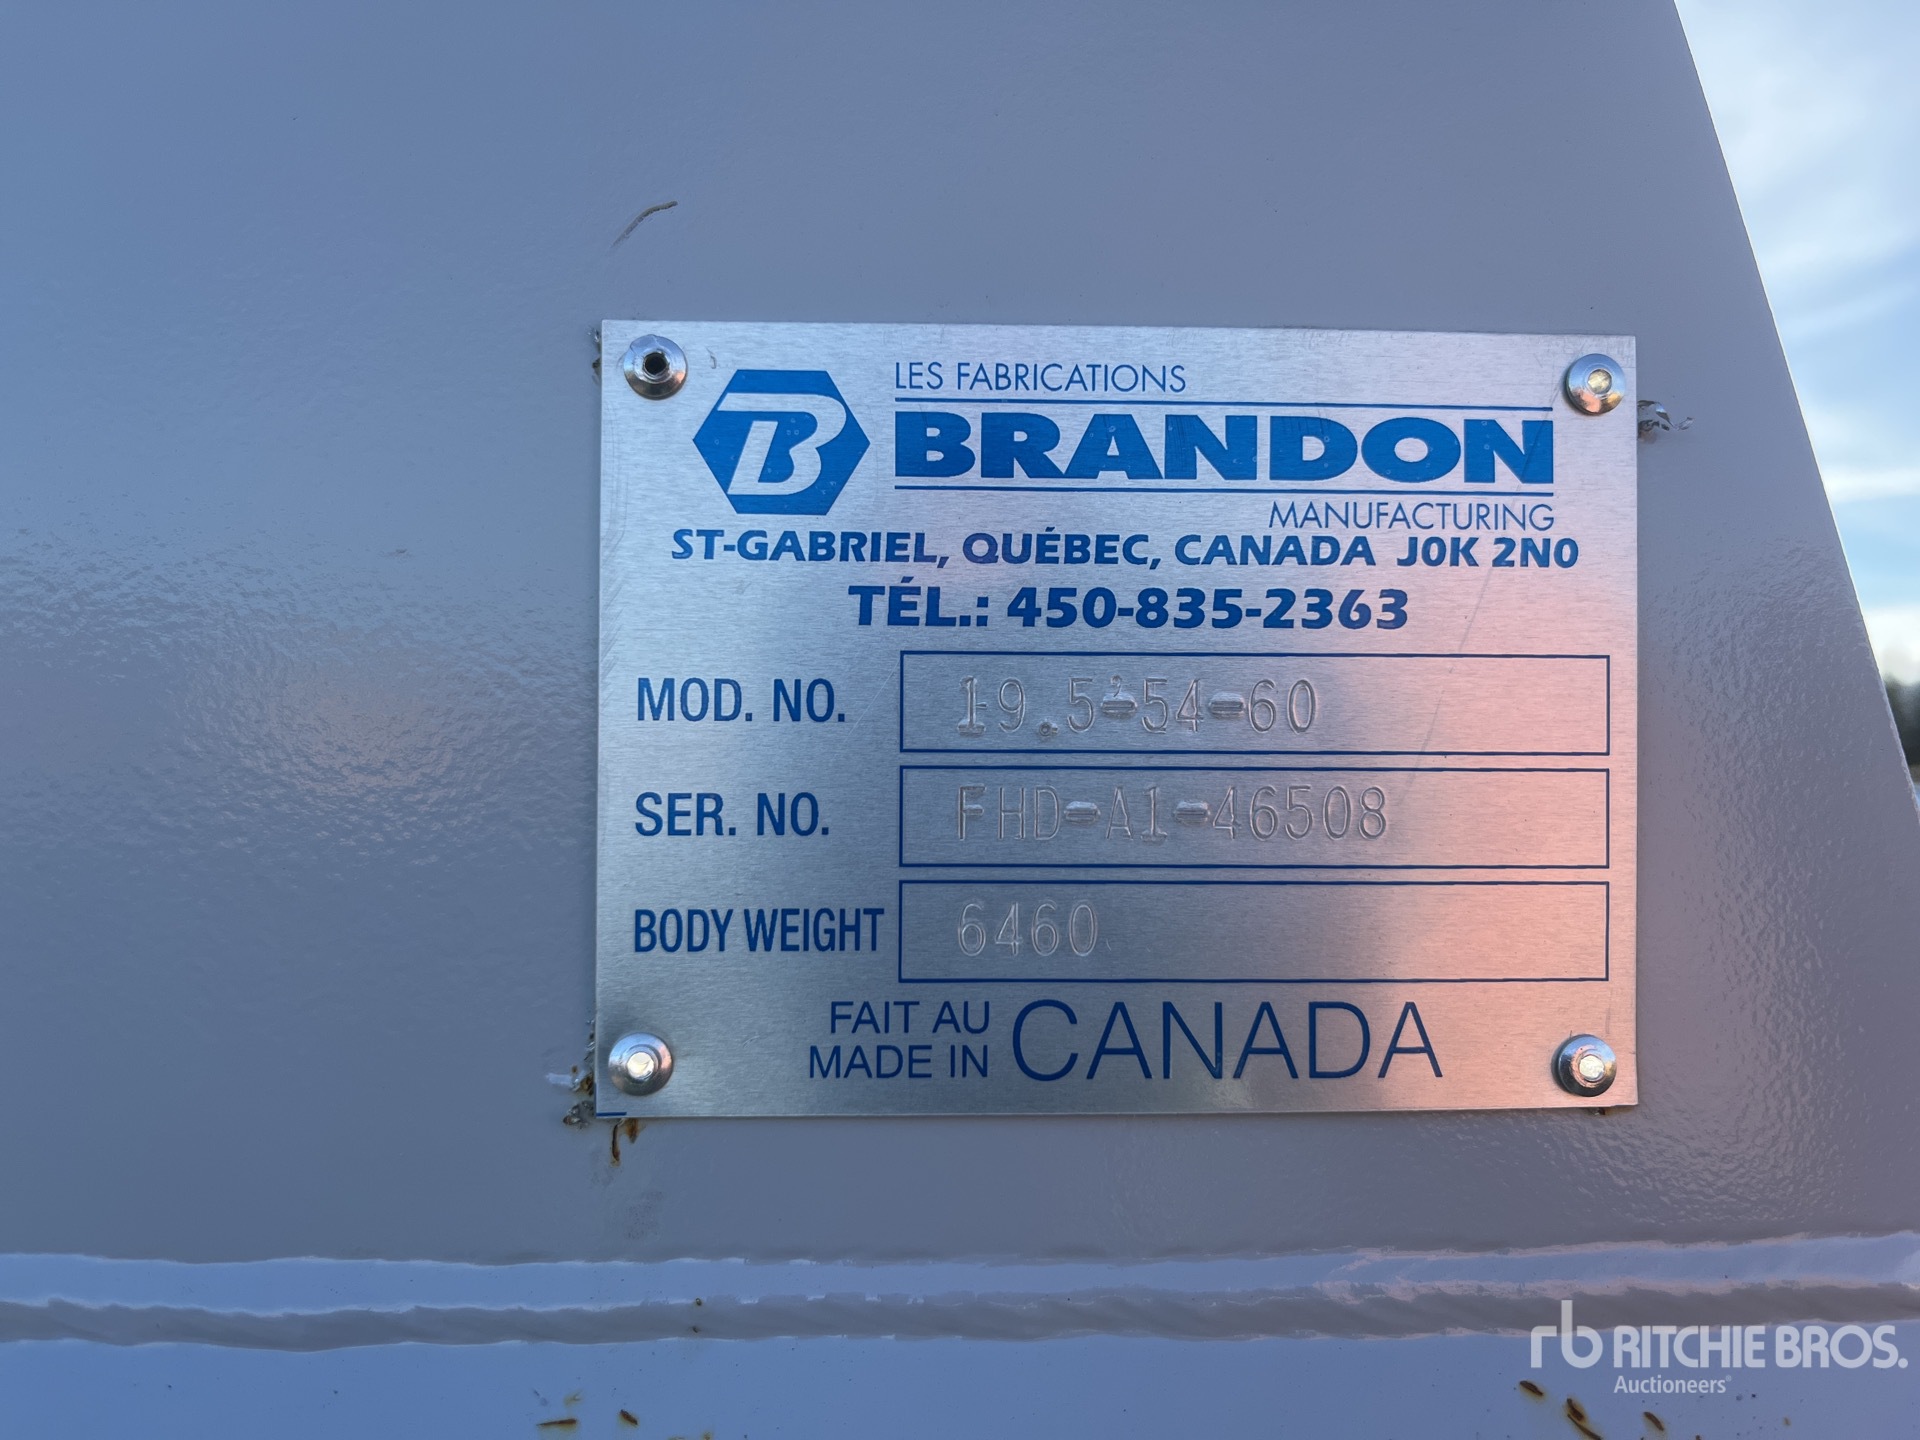 LES FABRICATIONS
B BRANDON
MANUFACTURING
ST-GABRIEL, QUÉBEC, CANADA J0K 2N0
TÉL.: 450-835-2363
MOD. NO. 19.5'-54-60
SER. NO. FHD-A1-46508
BODY WEIGHT 6460
FAIT AU
MADE IN CANADA
rb RITCHIE BROS.
Auctioneers